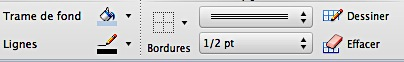 Trame de fond
Dessiner
Lignes
Bordures
1/2 pt
Effacer